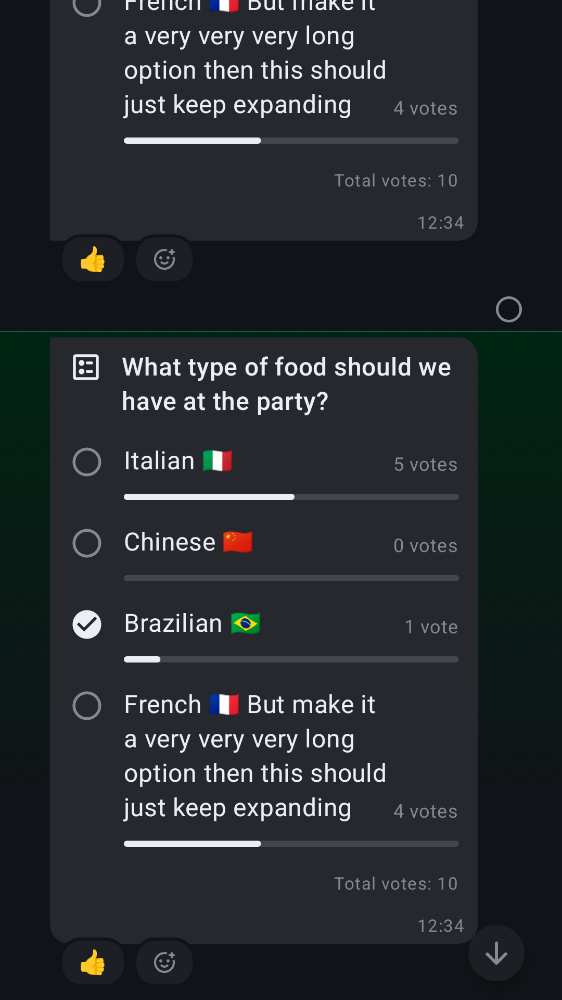 French 🇫🇷 But make it
a very very very long
option then this should
just keep expanding 4 votes
Total votes: 10
12:34
What type of food should we
have at the party?
Italian 🇮🇹 5 votes
Chinese 🇨🇳 0 votes
Brazilian 🇧🇷 1 vote
French 🇫🇷 But make it
a very very very long
option then this should
just keep expanding 4 votes
Total votes: 10
12:34